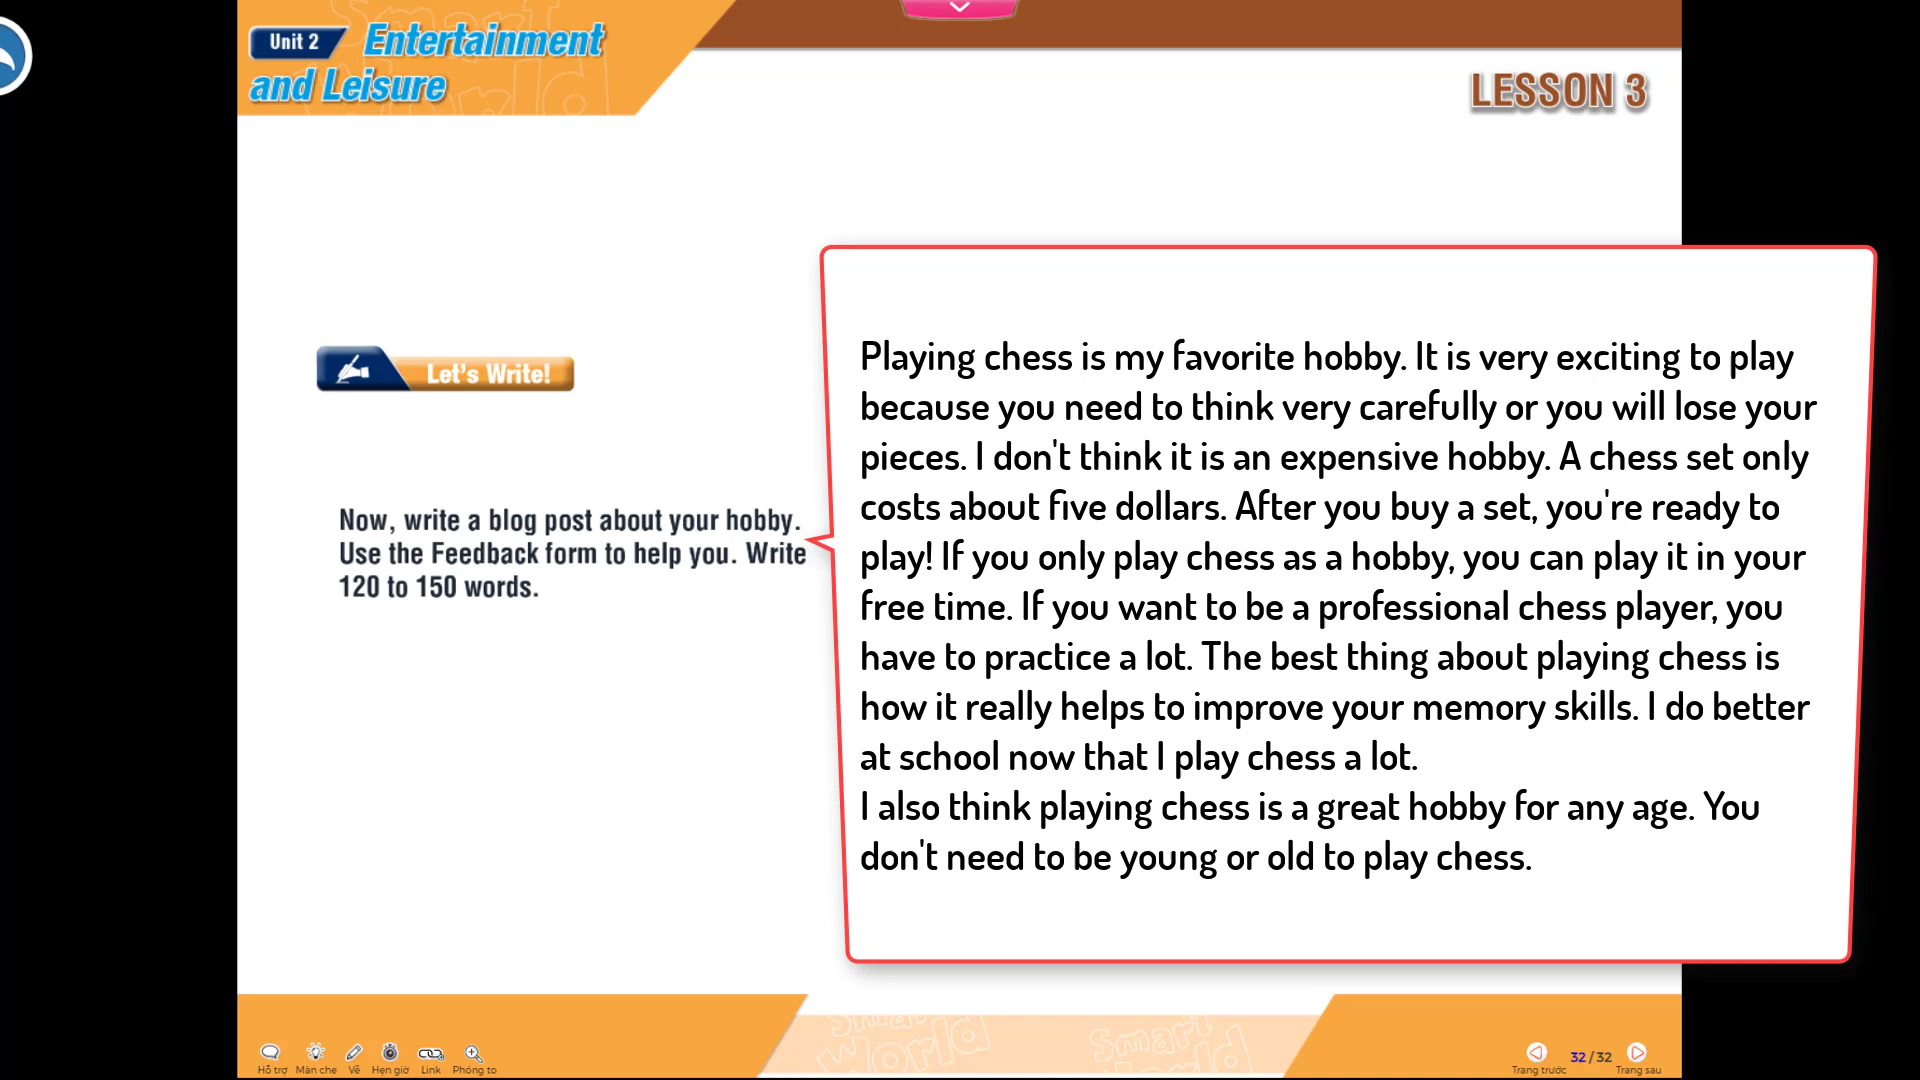 Unit 2 Entertainment
and Leisure
LESSON 3
Let's Write!
Now, write a blog post about your hobby.
Use the Feedback form to help you. Write
120 to 150 words.
Playing chess is my favorite hobby. It is very exciting to play
because you need to think very carefully or you will lose your
pieces. I don't think it is an expensive hobby. A chess set only
costs about five dollars. After you buy a set, you're ready to
play! If you only play chess as a hobby, you can play it in your
free time. If you want to be a professional chess player, you
have to practice a lot. The best thing about playing chess is
how it really helps to improve your memory skills. I do better
at school now that I play chess a lot.
I also think playing chess is a great hobby for any age. You
don't need to be young or old to play chess.
Smart
World
Smart
World
Hỗ trợ Màn che Vẽ Hẹn giờ Link Phóng to
Trang trước 32/32 Trang sau